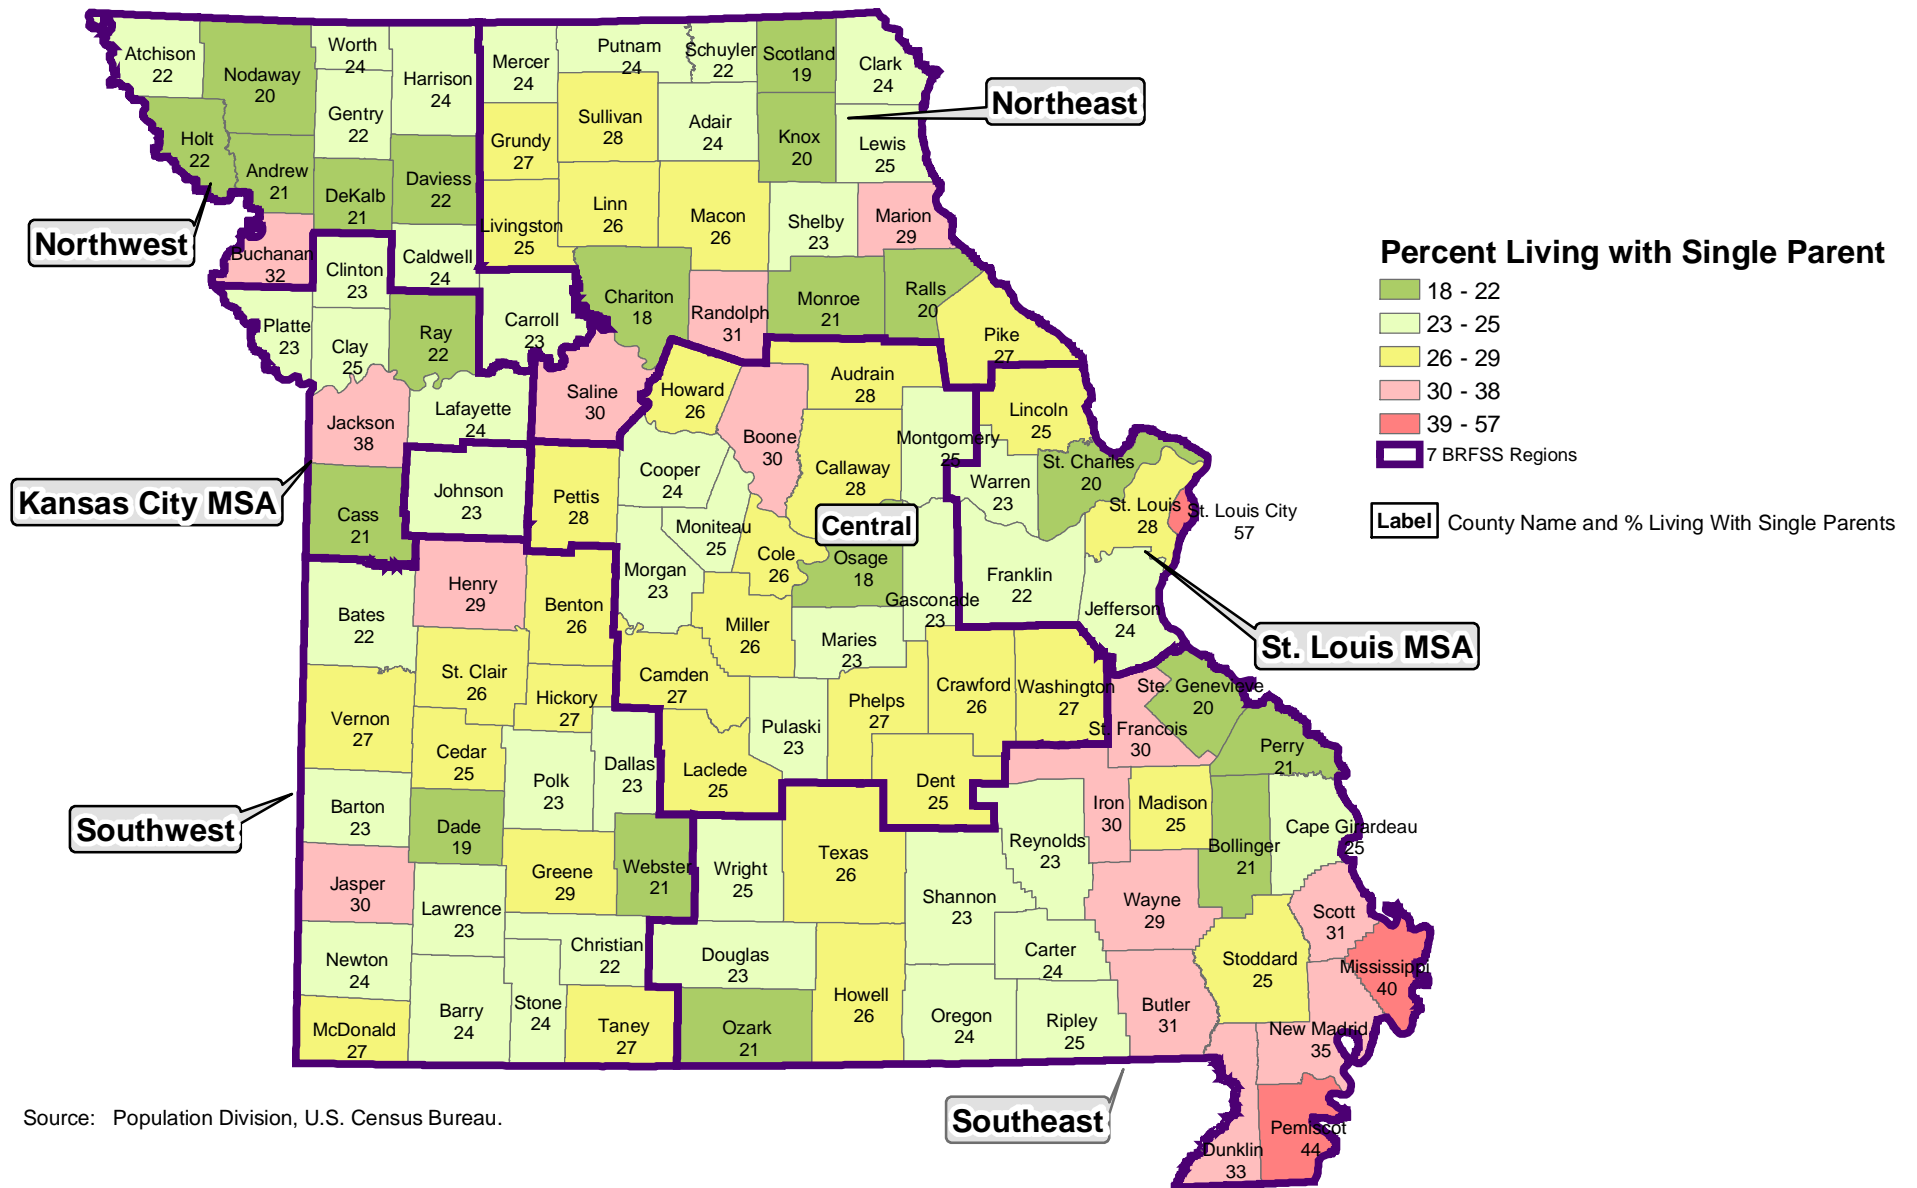 Atchison
22
Nodaway
20
Worth
24
Harrison
24
Mercer
24
Putnam
24
Schuyler
22
Scotland
19
Clark
24
Gentry
22
Holt
22
Andrew
21
DeKalb
21
Daviess
22
Grundy
27
Sullivan
28
Adair
24
Knox
20
Lewis
25
Northeast
Northwest
Buchanan
32
Clinton
23
Caldwell
24
Livingston
25
Linn
26
Macon
26
Shelby
23
Marion
29
Platte
23
Clay
25
Ray
22
Carroll
23
Chariton
18
Randolph
31
Monroe
21
Ralls
20
Pike
27
Jackson
38
Lafayette
24
Saline
30
Howard
26
Boone
30
Audrain
28
Montgomery
25
Lincoln
25
Kansas City MSA
Cass
21
Johnson
23
Pettis
28
Cooper
24
Moniteau
25
Callaway
28
Central
Warren
23
St. Charles
20
St. Louis
28
St. Louis City
57
Bates
22
Henry
29
Benton
26
Morgan
23
Cole
26
Osage
18
Gasconade
23
Franklin
22
Jefferson
24
St. Louis MSA
Miller
26
Maries
23
St. Clair
26
Hickory
27
Camden
27
Vernon
27
Cedar
25
Polk
23
Dallas
23
Laclede
25
Pulaski
23
Phelps
27
Crawford
26
Washington
27
Dent
25
Ste. Genevieve
20
St. Francois
30
Perry
21
Southwest
Barton
23
Dade
19
Greene
29
Webster
21
Wright
25
Texas
26
Reynolds
23
Iron
30
Madison
25
Bollinger
21
Cape Girardeau
25
Jasper
30
Lawrence
23
Christian
22
Douglas
23
Shannon
23
Carter
24
Wayne
29
Stoddard
25
Scott
31
Mississippi
40
Newton
24
McDonald
27
Barry
24
Stone
24
Taney
27
Ozark
21
Howell
26
Oregon
24
Ripley
25
Butler
31
New Madrid
35
Southeast
Dunklin
33
Pemiscot
44
Percent Living with Single Parent
18 - 22
23 - 25
26 - 29
30 - 38
39 - 57
7 BRFSS Regions
Label County Name and % Living With Single Parents
Source: Population Division, U.S. Census Bureau.